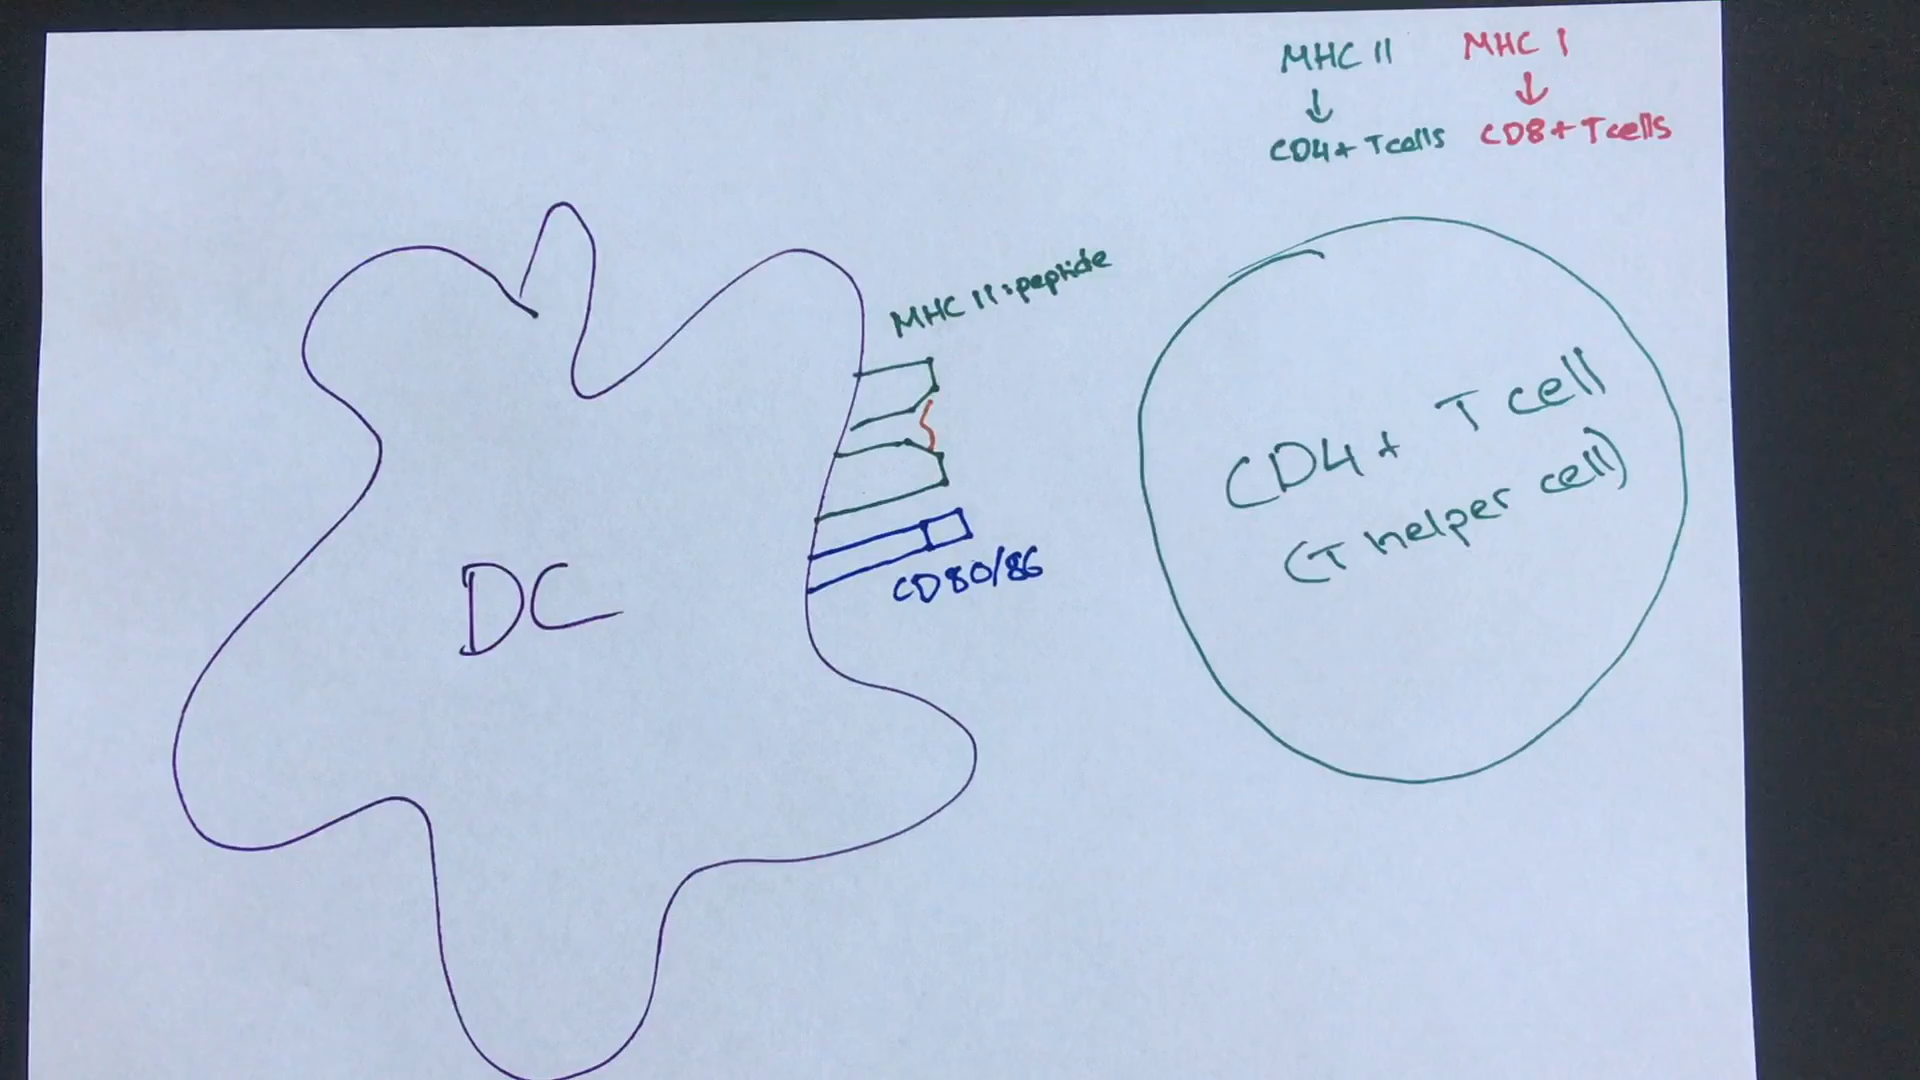 MHC II
↓
CD4+ Tcells
MHC I
↓
CD8+ Tcells
MHC II:peptide
CD80/86
DC
CD4+ T cell
(T helper cell)